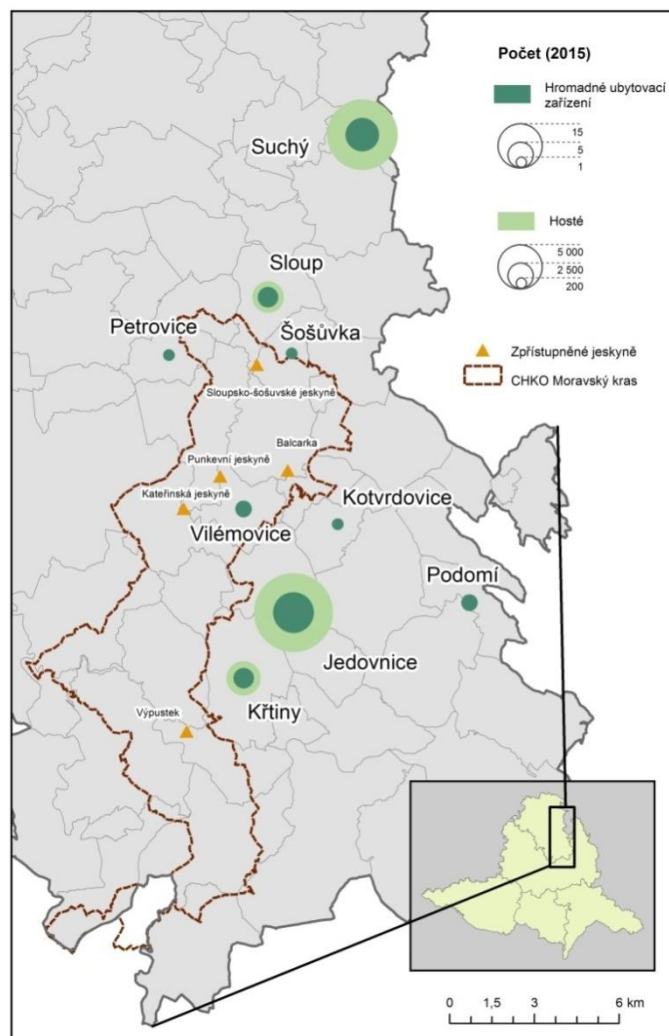 Počet (2015)
Hromadné ubytovací
zařízení
15
5
1
Suchý
Hosté
5 000
2 500
200
Sloup
Petrovice
Šošůvka
Zpřístupněné jeskyně
CHKO Moravský kras
Sloupsko-šošuvské jeskyně
Balcarka
Punkevní jeskyně
Kateřinská jeskyně
Kotvrdovice
Vilémovice
Podomí
Jedovnice
Křtiny
Výpustek
0 1,5 3 6 km